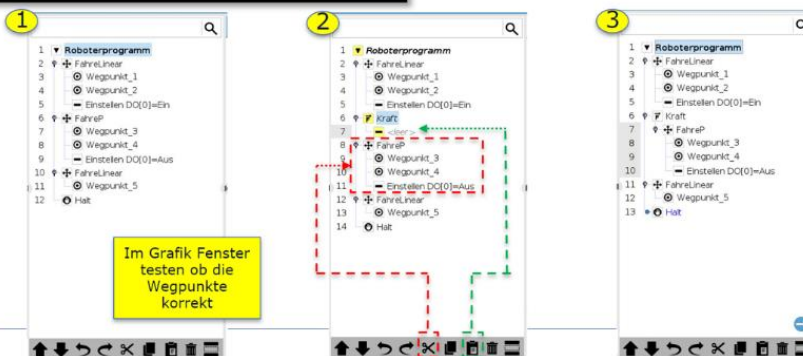 1
1 Roboterprogramm
2 FahreLinear
3 Wegpunkt_1
4 Wegpunkt_2
5 Einstellen DO[0]=Ein
6 FahreP
7 Wegpunkt_3
8 Wegpunkt_4
9 Einstellen DO[0]=Aus
10 FahreLinear
11 Wegpunkt_5
12 Halt
Im Grafik Fenster
testen ob die
Wegpunkte
korrekt
2
1 Roboterprogramm
2 FahreLinear
3 Wegpunkt_1
4 Wegpunkt_2
5 Einstellen DO[0]=Ein
6 Kraft
7 <leer>
8 FahreP
9 Wegpunkt_3
10 Wegpunkt_4
11 Einstellen DO[0]=Aus
12 FahreLinear
13 Wegpunkt_5
14 Halt
3
1 Roboterprogramm
2 FahreLinear
3 Wegpunkt_1
4 Wegpunkt_2
5 Einstellen DO[0]=Ein
6 Kraft
7 FahreP
8 Wegpunkt_3
9 Wegpunkt_4
10 Einstellen DO[0]=Aus
11 FahreLinear
12 Wegpunkt_5
13 Halt